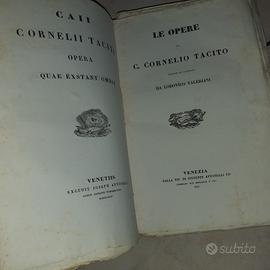 CAII
CORNELII TACITI
OPERA
QUAE EXSTANT OMNIA
VENETIIS
LE OPERE
DI
C. CORNELIO TACITO
DA LODOVICO VALERIANI
VENEZIA
subito